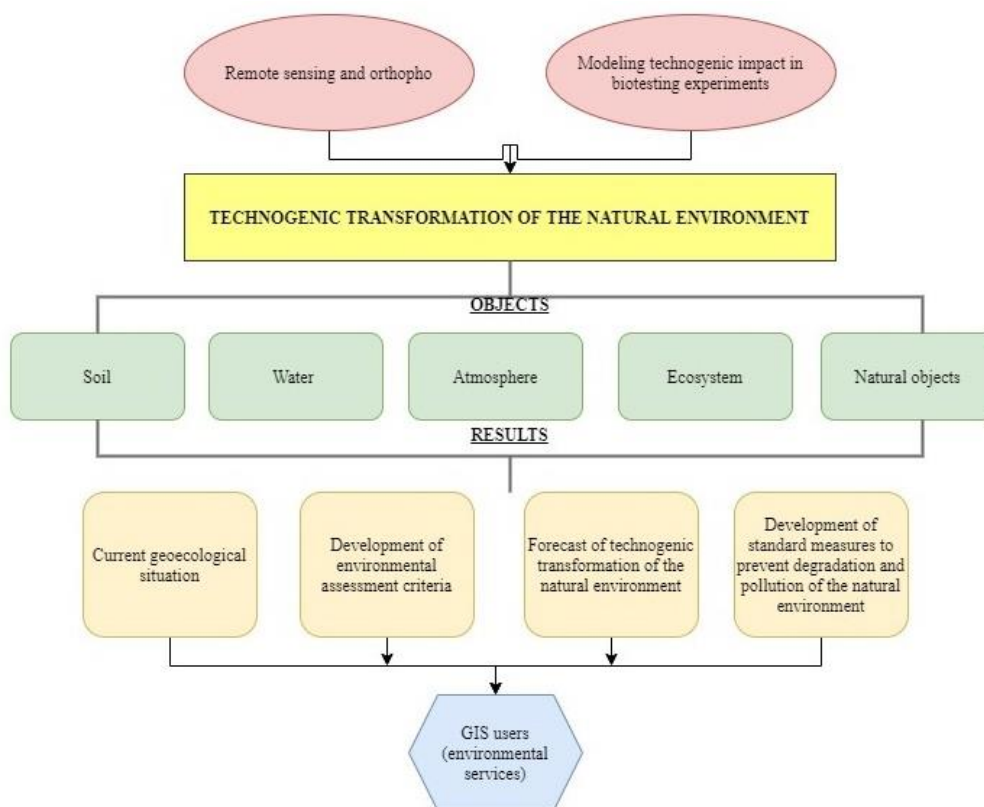 Remote sensing and orthopho
Modeling technogenic impact in
biotesting experiments
TECHNOGENIC TRANSFORMATION OF THE NATURAL ENVIRONMENT
OBJECTS
Soil
Water
Atmosphere
Ecosystem
Natural objects
RESULTS
Current geoecological
situation
Development of
environmental
assessment criteria
Forecast of technogenic
transformation of the
natural environment
Development of
standard measures to
prevent degradation and
pollution of the natural
environment
GIS users
(environmental
services)